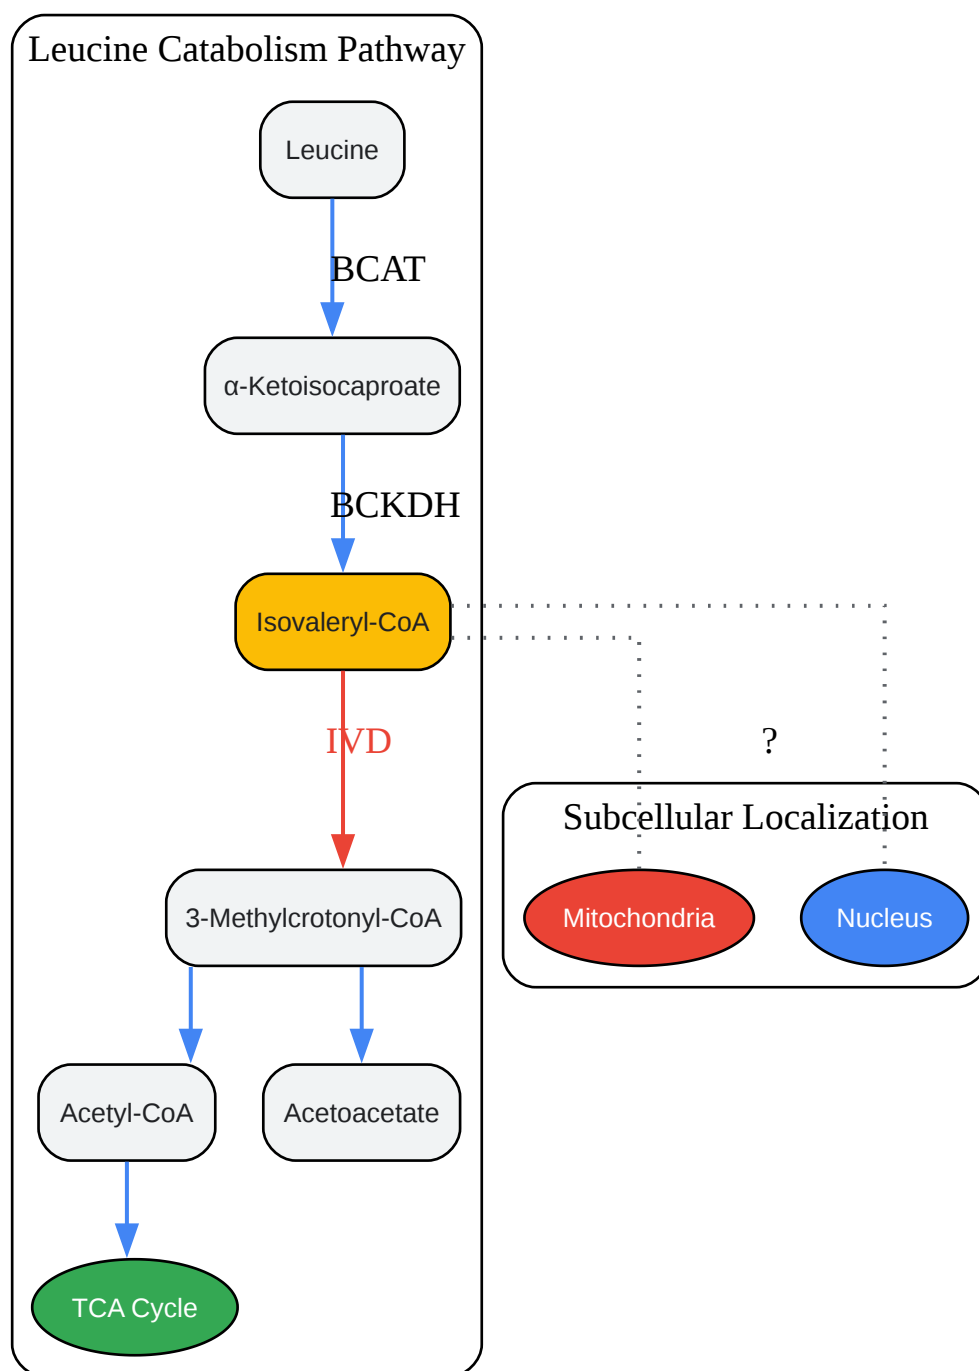 Leucine Catabolism Pathway
Leucine
BCAT
α-Ketoisocaproate
BCKDH
Isovaleryl-CoA
IVD
?
Subcellular Localization
3-Methylcrotonyl-CoA
Mitochondria
Nucleus
Acetyl-CoA
Acetoacetate
TCA Cycle